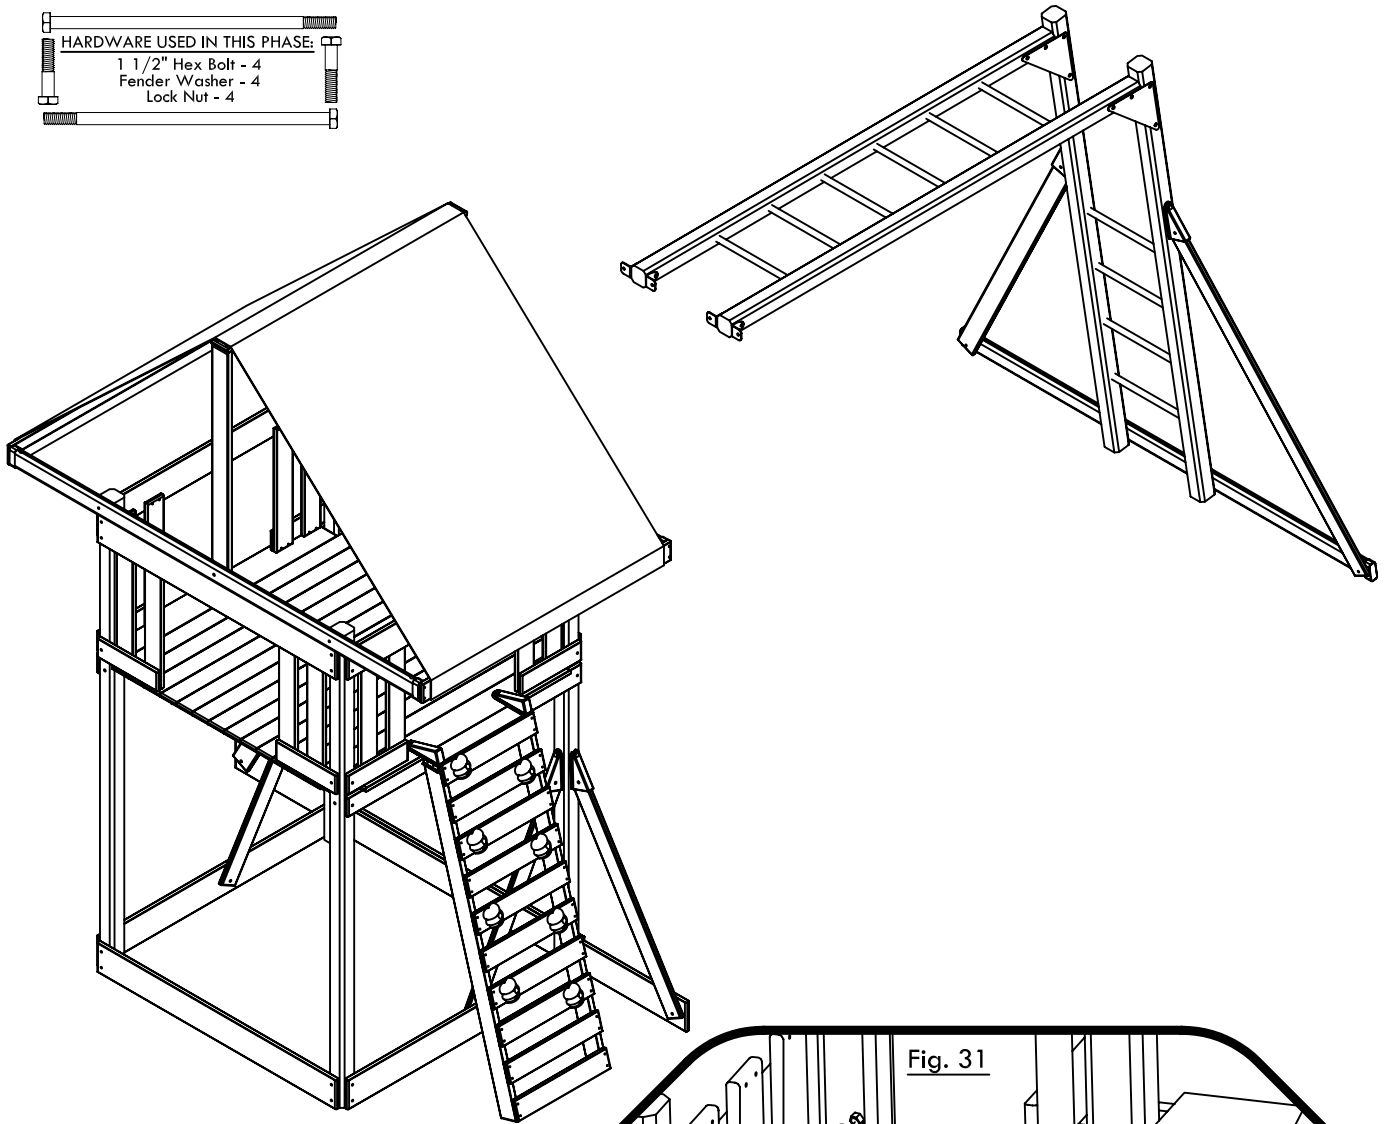 HARDWARE USED IN THIS PHASE:
1 1/2" Hex Bolt - 4
Fender Washer - 4
Lock Nut - 4
Fig. 31